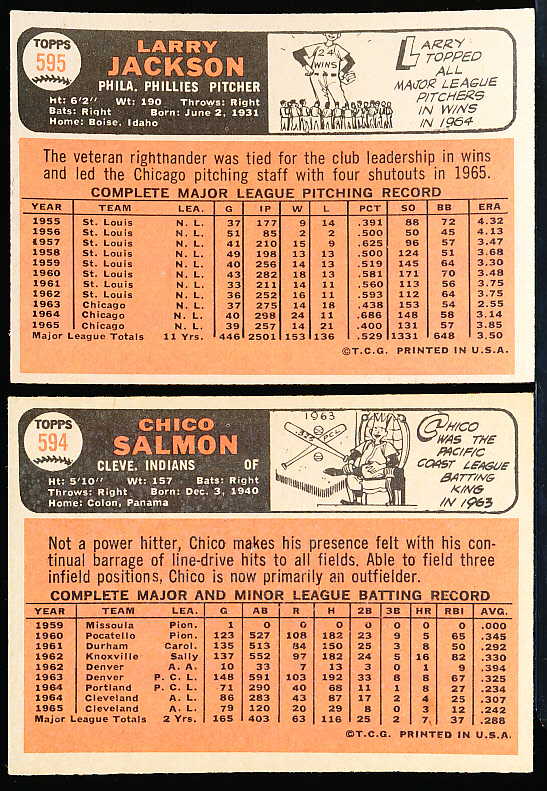 TOPPS
595
LARRY
JACKSON
PHILA. PHILLIES PITCHER
Ht: 6'2" Wt: 190 Throws: Right
Bats: Right Born: June 2, 1931
Home: Boise, Idaho
24
WINS
LARRY
TOPPED
ALL
MAJOR LEAGUE
PITCHERS
IN WINS
IN 1964
The veteran righthander was tied for the club leadership in wins
and led the Chicago pitching staff with four shutouts in 1965.
COMPLETE MAJOR LEAGUE PITCHING RECORD
YEAR TEAM LEA. G IP W L PCT SO BB ERA
1955 St. Louis N. L. 37 177 9 14 .391 88 72 4.32
1956 St. Louis N. L. 51 85 2 2 .500 50 45 4.13
1957 St. Louis N. L. 41 210 15 9 .625 96 57 3.47
1958 St. Louis N. L. 49 198 13 13 .500 124 51 3.68
1959 St. Louis N. L. 40 256 14 13 .519 145 64 3.30
1960 St. Louis N. L. 43 282 18 13 .581 171 70 3.48
1961 St. Louis N. L. 33 211 14 11 .560 113 56 3.75
1962 St. Louis N. L. 36 252 16 11 .593 112 64 3.75
1963 Chicago N. L. 37 275 14 18 .438 153 54 2.55
1964 Chicago N. L. 40 298 24 11 .686 148 58 3.14
1965 Chicago N. L. 39 257 14 21 .400 131 57 3.85
Major League Totals 11 Yrs. 446 2501 153 136 .529 1331 648 3.50
©T.C.G. PRINTED IN U.S.A.
TOPPS
594
CHICO
SALMON
CLEVE. INDIANS OF
Ht: 5'10" Wt: 157 Bats: Right
Throws: Right Born: Dec. 3, 1940
Home: Colon, Panama
1963
.325 PCL
CHICO
WAS THE
PACIFIC
COAST LEAGUE
BATTING
KING
IN 1963
Not a power hitter, Chico makes his presence felt with his con-
tinual barrage of line-drive hits to all fields. Able to field three
infield positions, Chico is now primarily an outfielder.
COMPLETE MAJOR AND MINOR LEAGUE BATTING RECORD
YEAR TEAM LEA. G AB R H 2B 3B HR RBI AVG.
1959 Missoula Pion. 1 0 0 0 0 0 0 0 .000
1960 Pocatello Pion. 123 527 108 182 23 9 5 65 .345
1961 Durham Carol. 135 513 84 150 25 3 8 50 .292
1962 Knoxville Sally 137 552 97 182 24 5 16 82 .330
1962 Denver A. A. 10 33 7 13 3 0 1 9 .394
1963 Denver P. C. L. 148 591 103 192 33 8 8 67 .325
1964 Portland P. C. L. 71 290 40 68 11 1 8 27 .234
1964 Cleveland A. L. 86 283 43 87 17 2 4 25 .307
1965 Cleveland A. L. 79 120 20 29 8 0 3 12 .242
Major League Totals 2 Yrs. 165 403 63 116 25 2 7 37 .288
©T.C.G. PRINTED IN U.S.A.